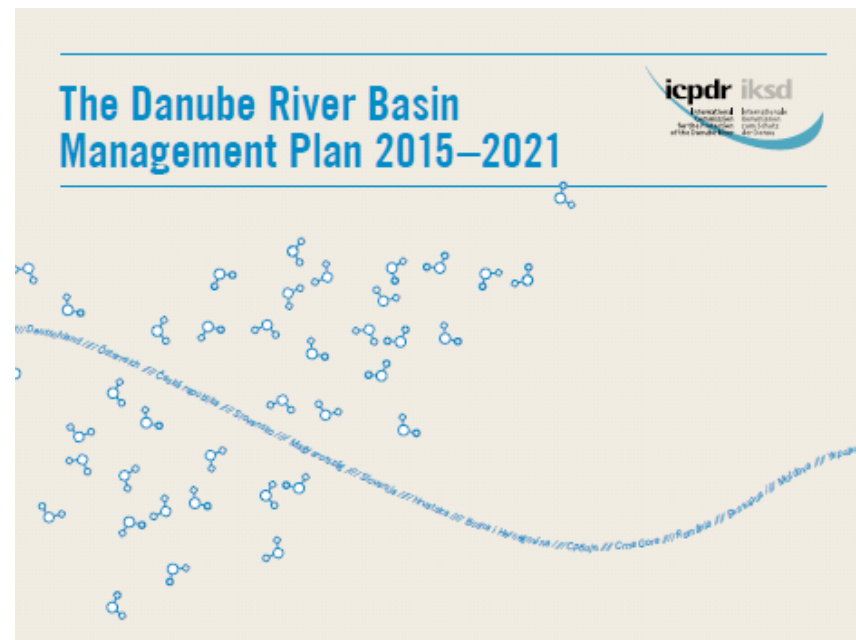 The Danube River Basin
Management Plan 2015–2021
icpdr iksd
International Internationale
Commission Kommission
for the Protection zum Schutz
of the Danube River der Donau
/// Deutschland /// Österreich /// Česká republika /// Slovensko /// Magyarország /// Slovenija /// Hrvatska /// Bosna i Hercegovina /// Србија /// Crna Gora /// România /// България /// Moldova /// Україна